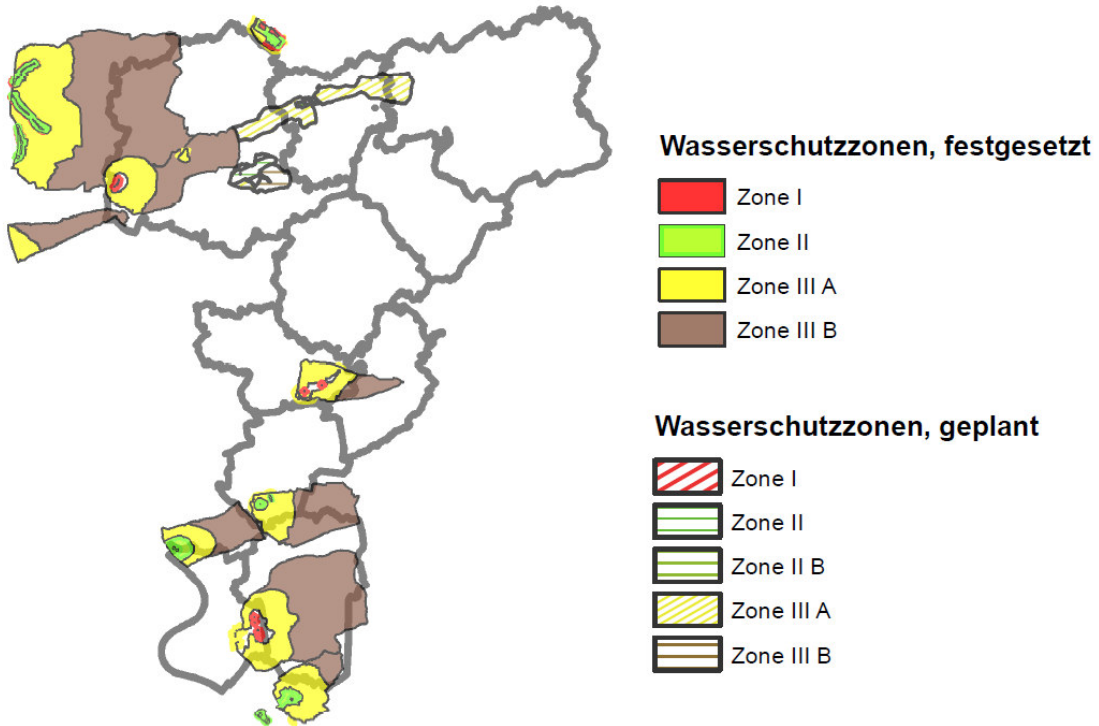 Wasserschutzzonen, festgesetzt
Zone I
Zone II
Zone III A
Zone III B
Wasserschutzzonen, geplant
Zone I
Zone II
Zone II B
Zone III A
Zone III B